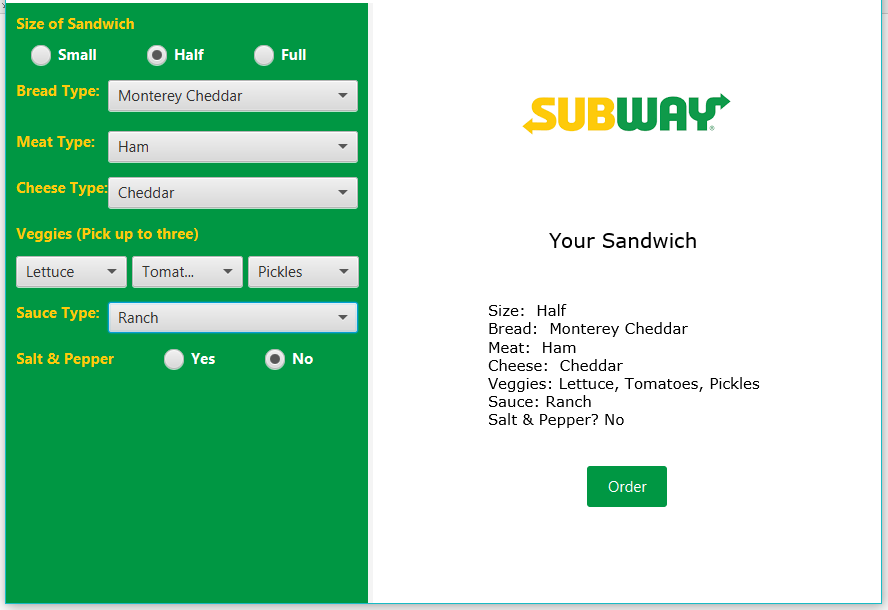 Size of Sandwich
Small Half Full
Bread Type: Monterey Cheddar
Meat Type: Ham
Cheese Type: Cheddar
Veggies (Pick up to three)
Lettuce Tomat... Pickles
Sauce Type: Ranch
Salt & Pepper Yes No
SUBWAY®
Your Sandwich
Size: Half
Bread: Monterey Cheddar
Meat: Ham
Cheese: Cheddar
Veggies: Lettuce, Tomatoes, Pickles
Sauce: Ranch
Salt & Pepper? No
Order